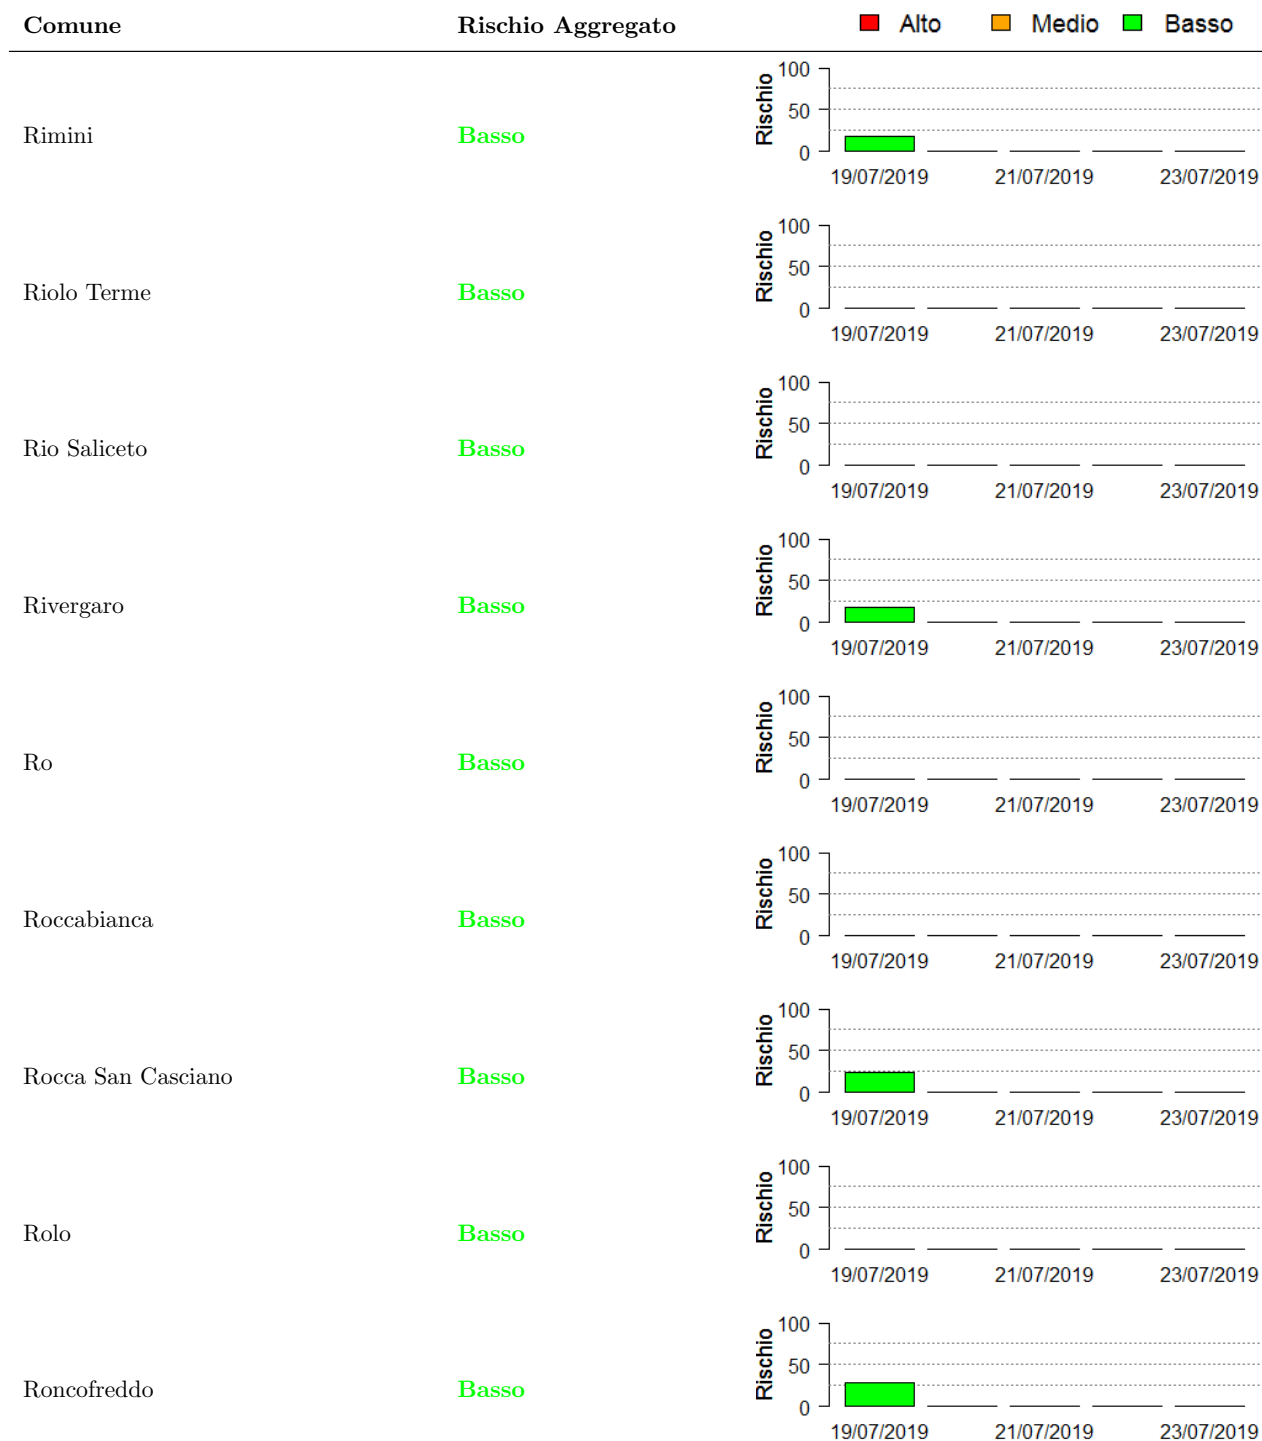 Comune Rischio Aggregato Alto Medio Basso
100
50
0
Rischio
Rimini Basso
19/07/2019 21/07/2019 23/07/2019
100
50
0
Rischio
Riolo Terme Basso
19/07/2019 21/07/2019 23/07/2019
100
50
0
Rischio
Rio Saliceto Basso
19/07/2019 21/07/2019 23/07/2019
100
50
0
Rischio
Rivergaro Basso
19/07/2019 21/07/2019 23/07/2019
100
50
0
Rischio
Ro Basso
19/07/2019 21/07/2019 23/07/2019
100
50
0
Rischio
Roccabianca Basso
19/07/2019 21/07/2019 23/07/2019
100
50
0
Rischio
Rocca San Casciano Basso
19/07/2019 21/07/2019 23/07/2019
100
50
0
Rischio
Rolo Basso
19/07/2019 21/07/2019 23/07/2019
100
50
0
Rischio
Roncofreddo Basso
19/07/2019 21/07/2019 23/07/2019